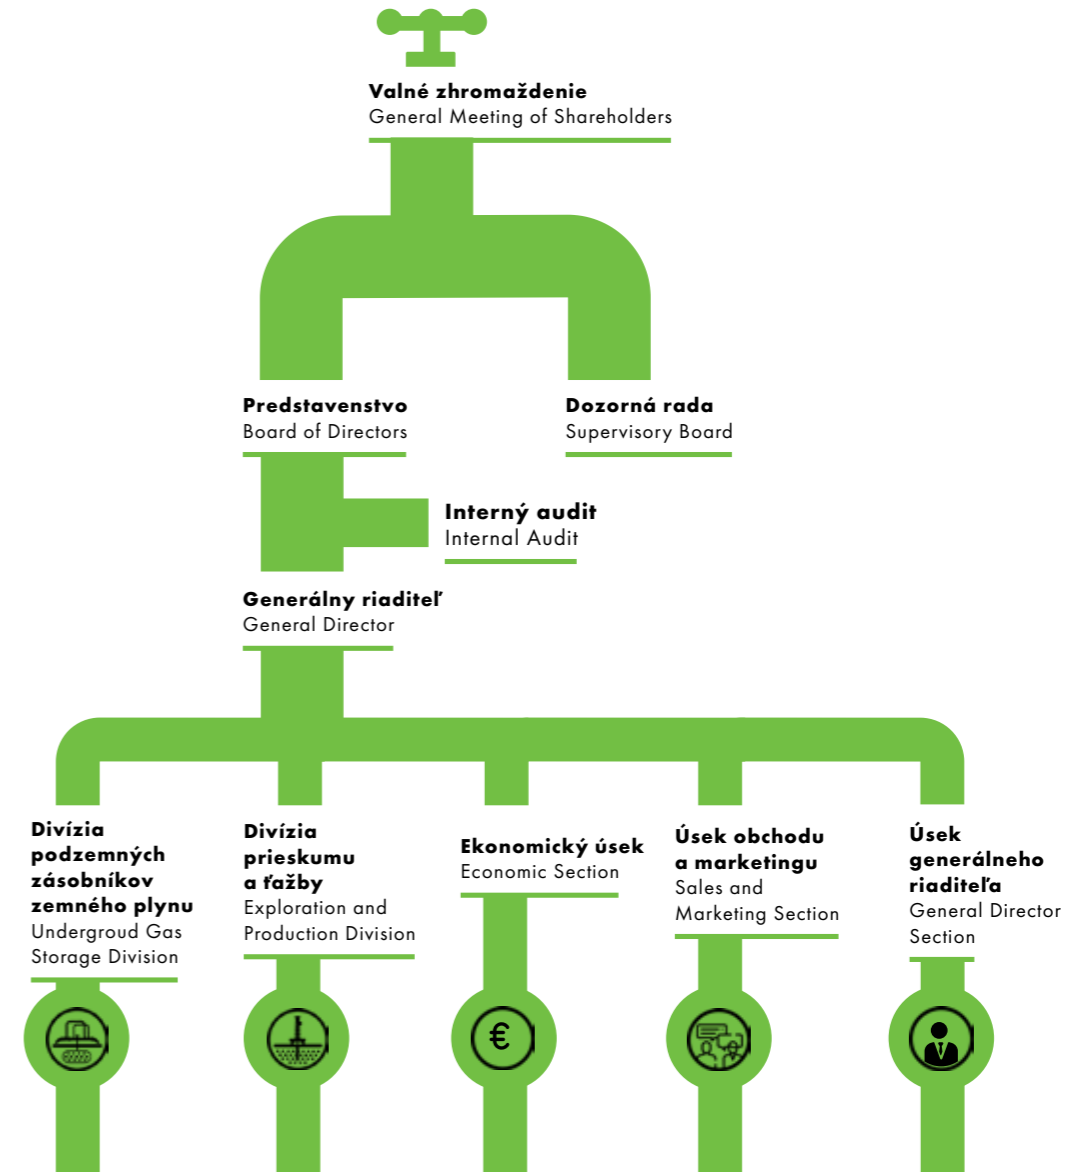 Valné zhromaždenie
General Meeting of Shareholders
Predstavenstvo
Board of Directors
Dozorná rada
Supervisory Board
Interný audit
Internal Audit
Generálny riaditeľ
General Director
Divízia
podzemných
zásobníkov
zemného plynu
Undergroud Gas
Storage Division
Divízia
prieskumu
a ťažby
Exploration and
Production Division
Ekonomický úsek
Economic Section
Úsek obchodu
a marketingu
Sales and
Marketing Section
Úsek
generálneho
riaditeľa
General Director
Section
€